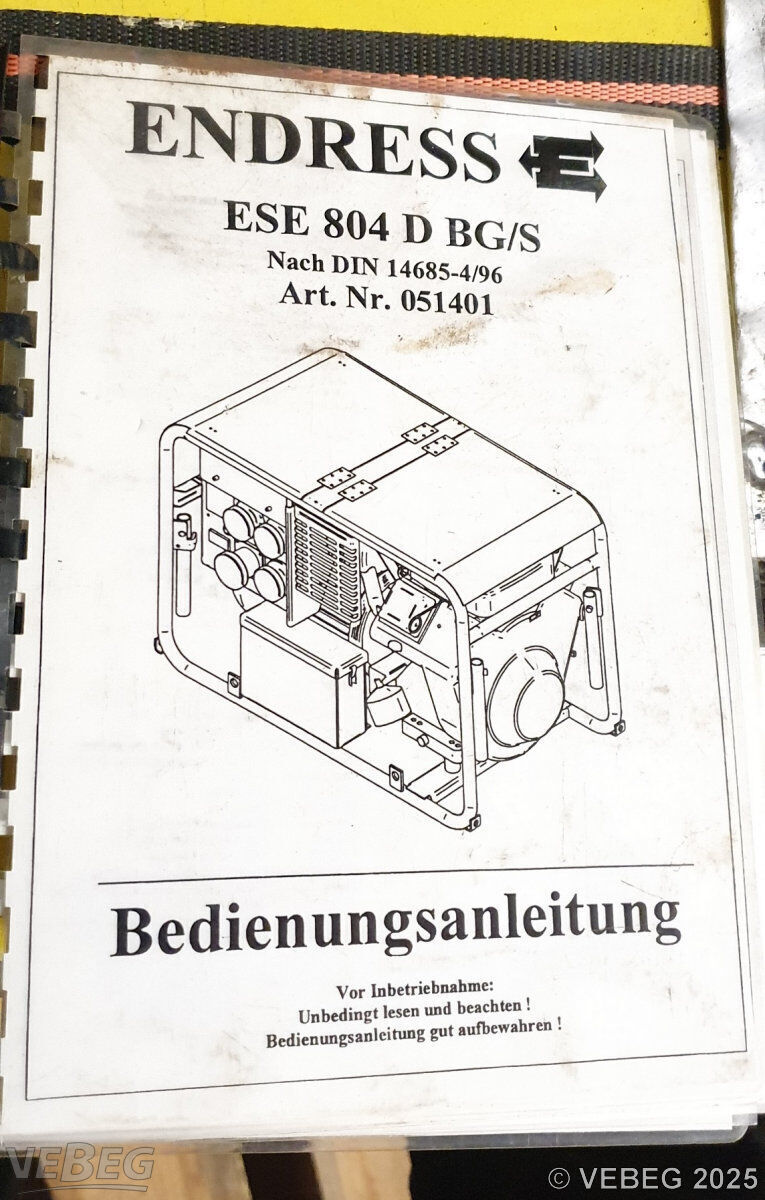 ENDRESS E
ESE 804 D BG/S
Nach DIN 14685-4/96
Art. Nr. 051401
Bedienungsanleitung
Vor Inbetriebnahme:
Unbedingt lesen und beachten !
Bedienungsanleitung gut aufbewahren !
VEBEG
© VEBEG 2025